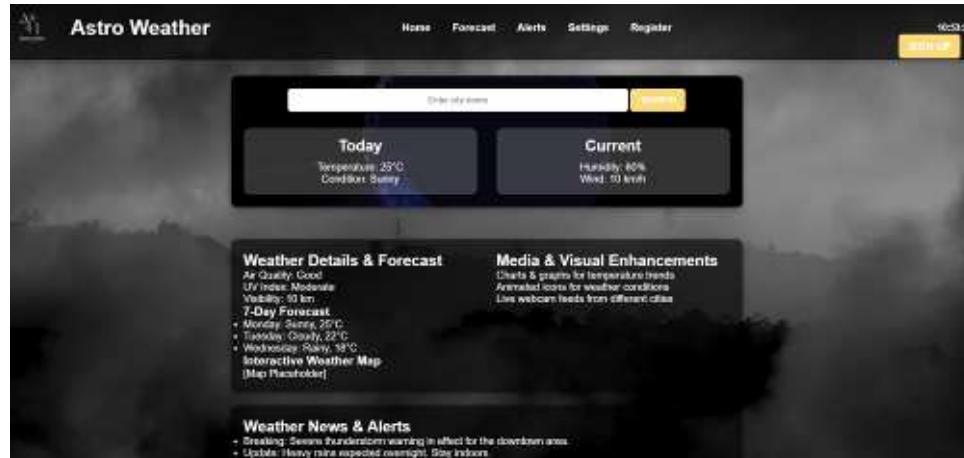 Astro Weather
Home Forecast Alerts Settings Register
SIGN UP
Enter city name
SEARCH
Today
Temperature: 25°C
Condition: Sunny
Current
Humidity: 60%
Wind: 10 km/h
Weather Details & Forecast
Air Quality: Good
UV Index: Moderate
Visibility: 10 km
7-Day Forecast
Monday: Sunny, 25°C
Tuesday: Cloudy, 22°C
Wednesday: Rainy, 18°C
Interactive Weather Map
[Map Placeholder]
Media & Visual Enhancements
Charts & graphs for temperature trends
Animated icons for weather conditions
Live webcam feeds from different cities
Weather News & Alerts
Breaking: Severe thunderstorm warning in effect for the downtown area.
Update: Heavy rains expected overnight. Stay indoors